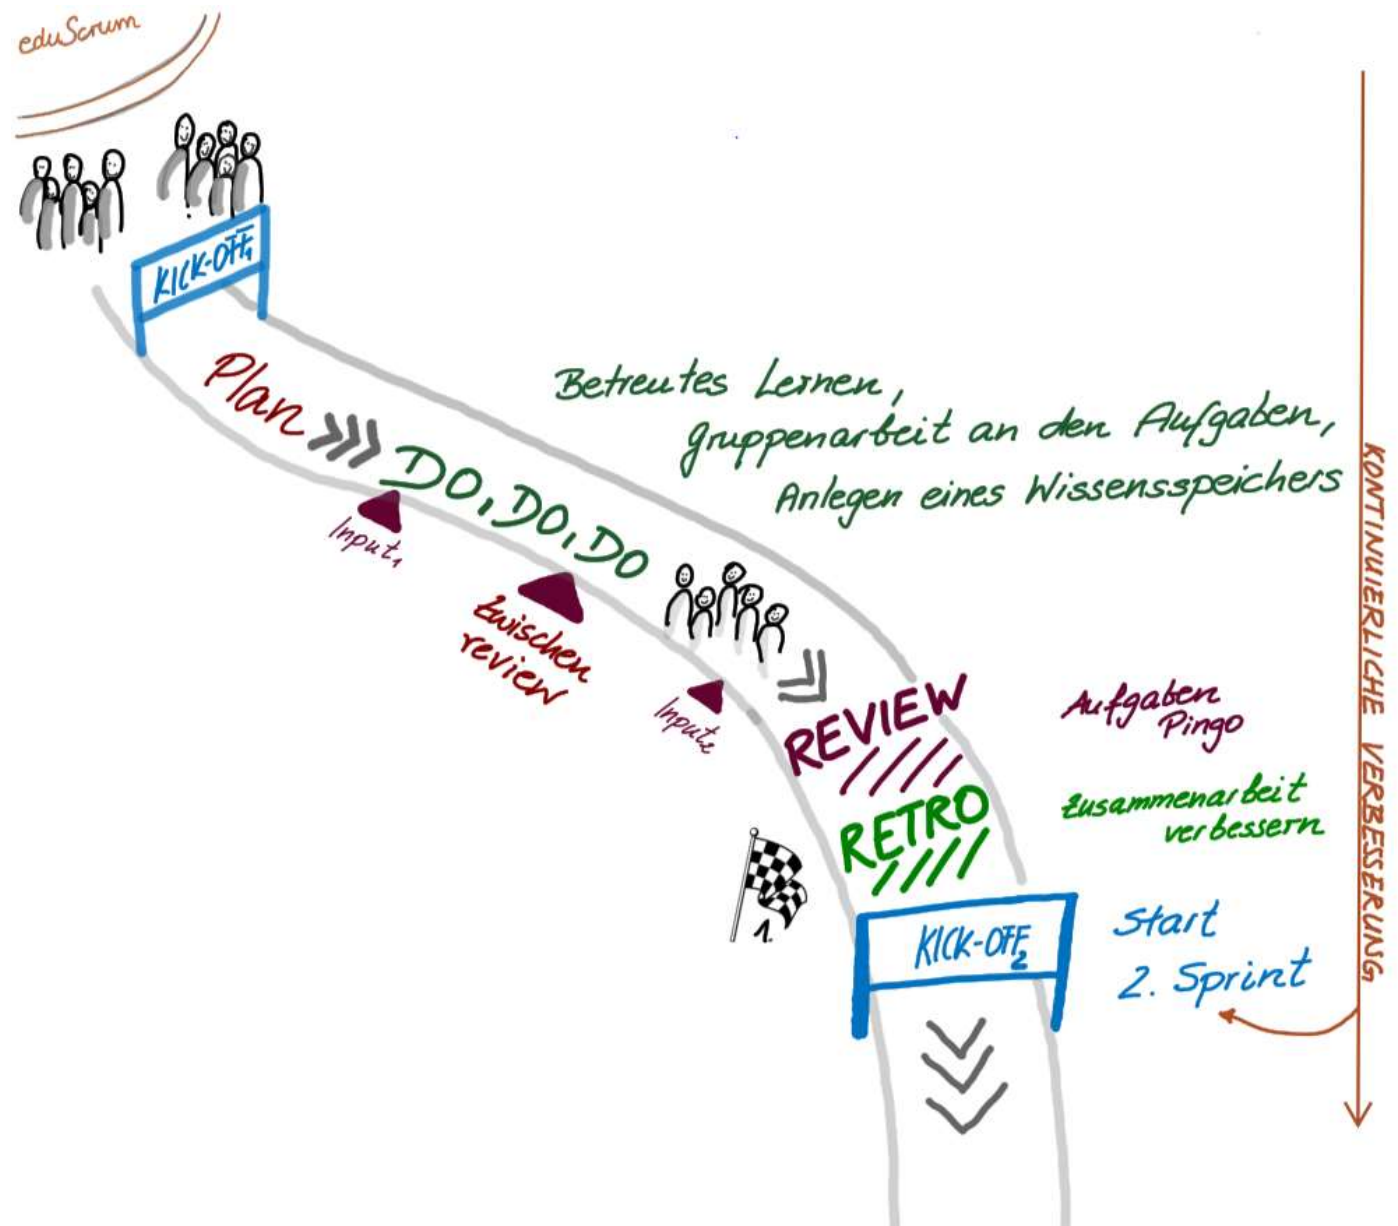 eduScrum
KICK-OFF1
Plan
DO, DO, DO
Betreutes Lernen,
gruppenarbeit an den Aufgaben,
Anlegen eines Wissensspeichers
Input1
Zwischen
review
Input2
REVIEW
Aufgaben
Pingo
RETRO
Zusammenarbeit
verbessern
1.
KICK-OFF2
Start
2. Sprint
KONTINUIERLICHE VERBESSERUNG